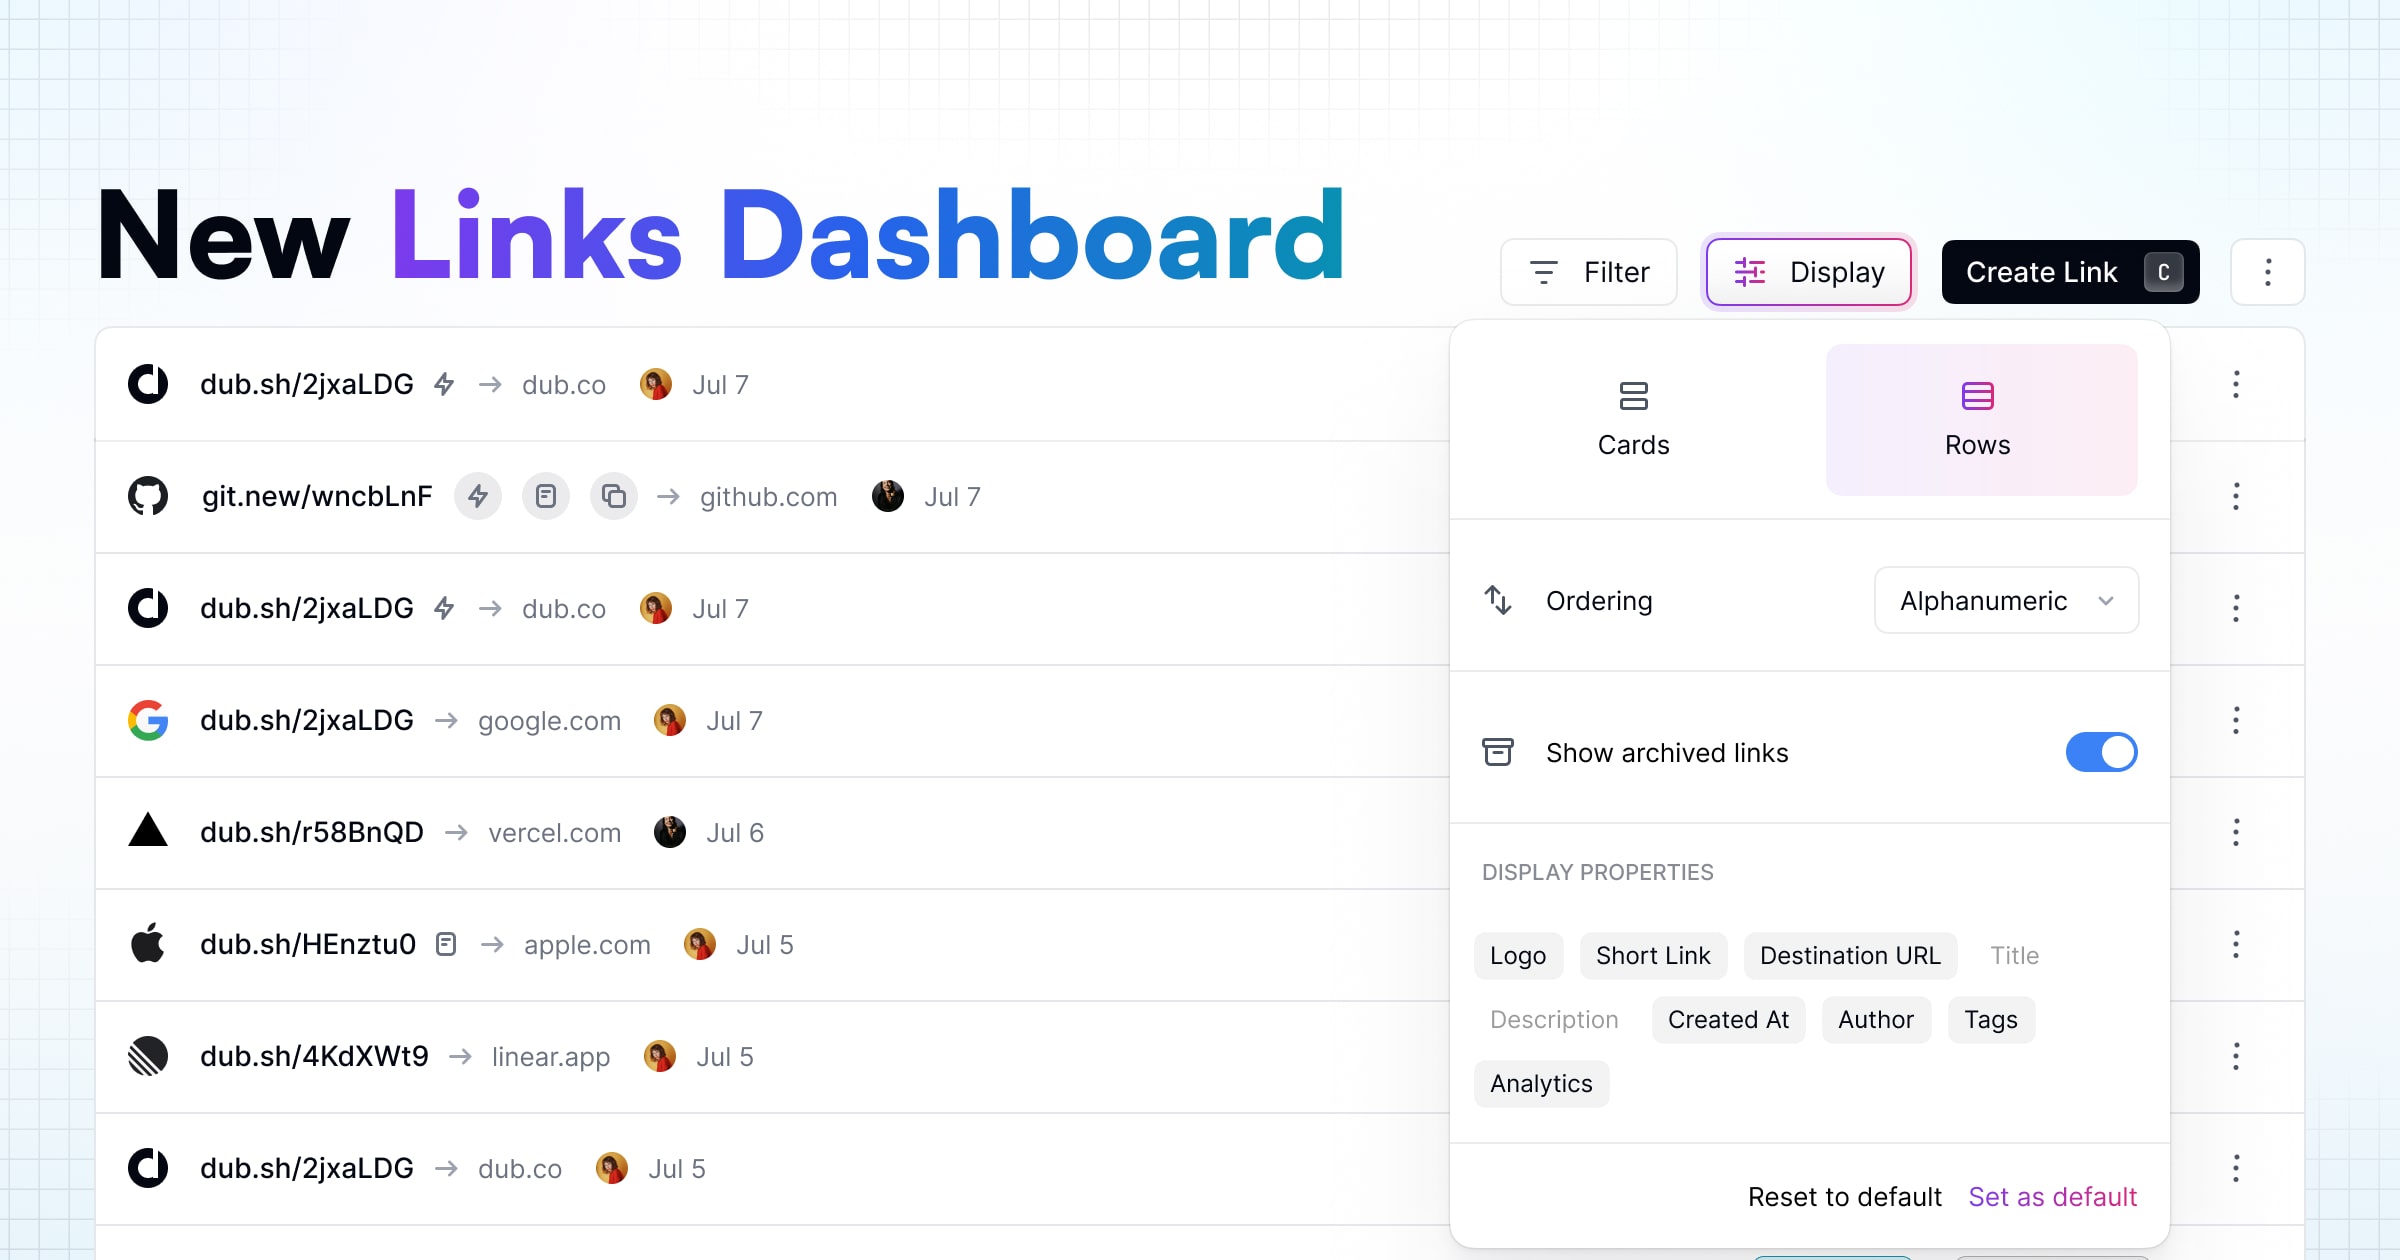 New Links Dashboard
Filter
Display
Create Link C
dub.sh/2jxaLDG dub.co Jul 7
git.new/wncbLnF github.com Jul 7
dub.sh/2jxaLDG dub.co Jul 7
dub.sh/2jxaLDG google.com Jul 7
dub.sh/r58BnQD vercel.com Jul 6
dub.sh/HEnztu0 apple.com Jul 5
dub.sh/4KdXWt9 linear.app Jul 5
dub.sh/2jxaLDG dub.co Jul 5
Cards Rows
Ordering Alphanumeric
Show archived links
DISPLAY PROPERTIES
Logo Short Link Destination URL Title
Description Created At Author Tags
Analytics
Reset to default Set as default